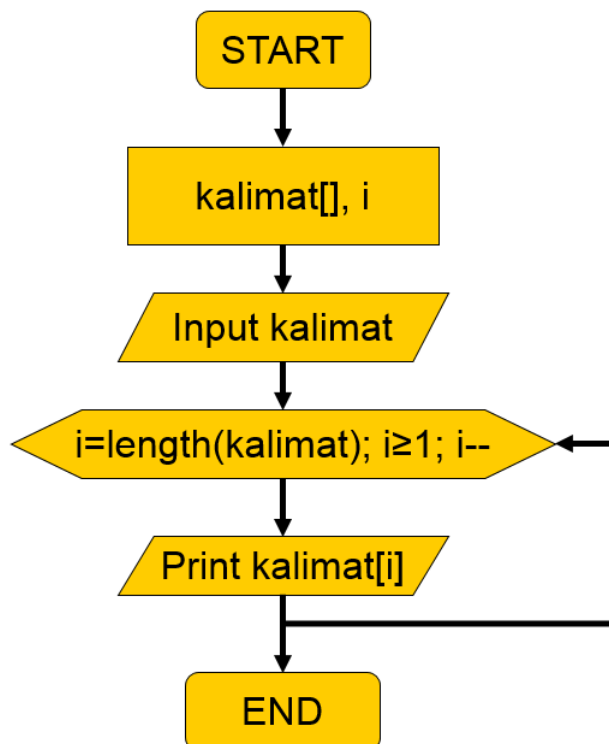 START
kalimat[], i
Input kalimat
i=length(kalimat); i≥1; i--
Print kalimat[i]
END